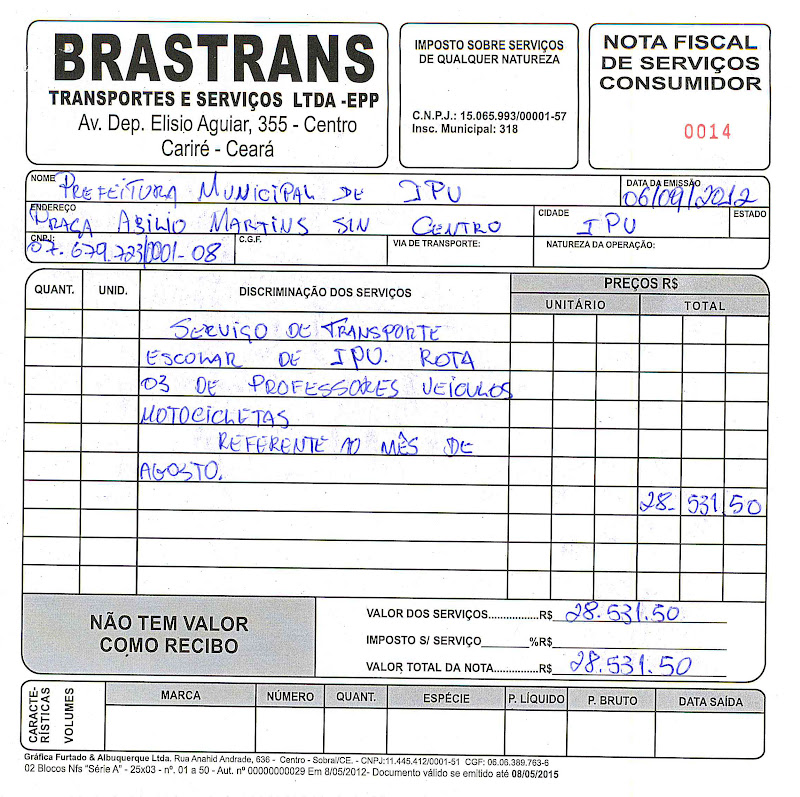 BRASTRANS
TRANSPORTES E SERVIÇOS LTDA -EPP
Av. Dep. Elisio Aguiar, 355 - Centro
Cariré - Ceará
IMPOSTO SOBRE SERVIÇOS
DE QUALQUER NATUREZA
C.N.P.J.: 15.065.993/00001-57
Insc. Municipal: 318
NOTA FISCAL
DE SERVIÇOS
CONSUMIDOR
0014
NOME PREFEITURA MUNICIPAL DE IPU
DATA DA EMISSÃO 06/09/2012
ENDEREÇO PRAÇA ABILIO MARTINS SIN CENTRO
CIDADE IPU
ESTADO
CNPJ: 07.679.723/0001-08
C.G.F.
VIA DE TRANSPORTE:
NATUREZA DA OPERAÇÃO:
QUANT. UNID. DISCRIMINAÇÃO DOS SERVIÇOS PREÇOS R$
UNITÁRIO TOTAL
SERVIÇO DE TRANSPORTE
ESCOLAR DE IPU. ROTA
03 DE PROFESSORES VEÍCULOS
MOTOCICLETAS
REFERENTE AO MÊS DE
AGOSTO.
28. 531.50
NÃO TEM VALOR
COMO RECIBO
VALOR DOS SERVIÇOS.................R$ 28.531.50
IMPOSTO S/ SERVIÇO_______%R$
VALOR TOTAL DA NOTA...............R$ 28.531.50
CARACTE-
RÍSTICAS
VOLUMES
MARCA NÚMERO QUANT. ESPÉCIE P. LÍQUIDO P. BRUTO DATA SAÍDA
Gráfica Furtado & Albuquerque Ltda. Rua Anahid Andrade, 636 - Centro - Sobral/CE. - CNPJ:11.445.412/0001-51 CGF: 06.06.389.763-6
02 Blocos Nfs "Série A" - 25x03 - nº. 01 a 50 - Aut. nº 00000000029 Em 8/05/2012- Documento válido se emitido até 08/05/2015